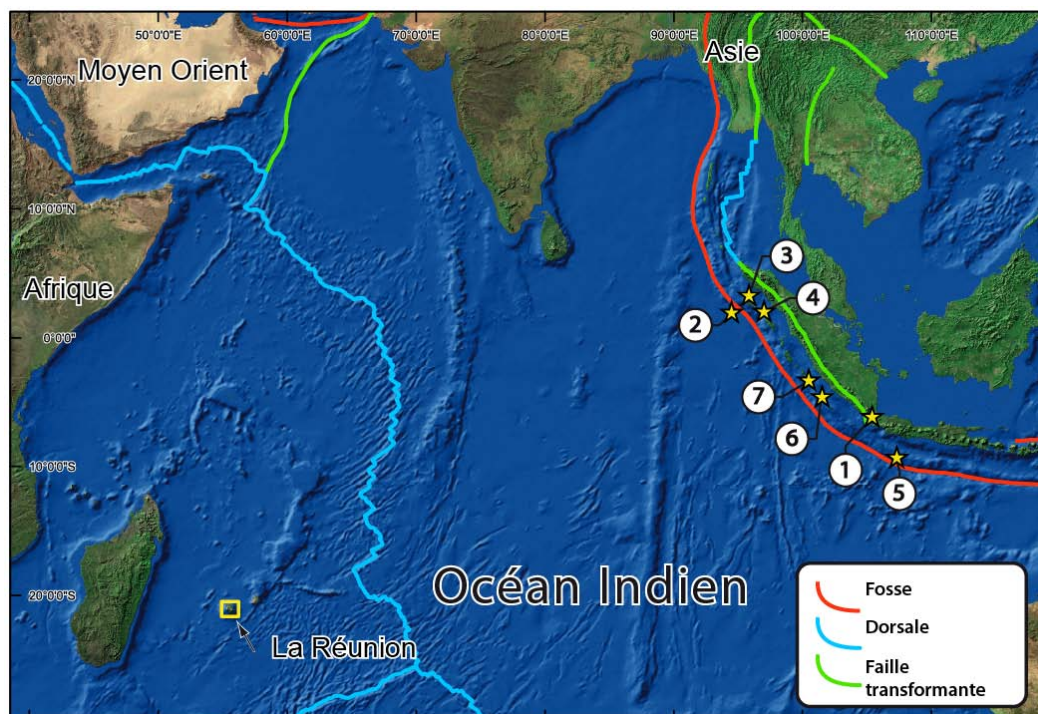 50°0'0"E
60°0'0"E
70°0'0"E
80°0'0"E
90°0'0"E
100°0'0"E
110°0'0"E
Asie
Moyen Orient
20°0'0"N
10°0'0"N
Afrique
3
4
2
0°0'0"
7
6
1
5
10°0'0"S
Océan Indien
20°0'0"S
La Réunion
Fosse
Dorsale
Faille
transformante